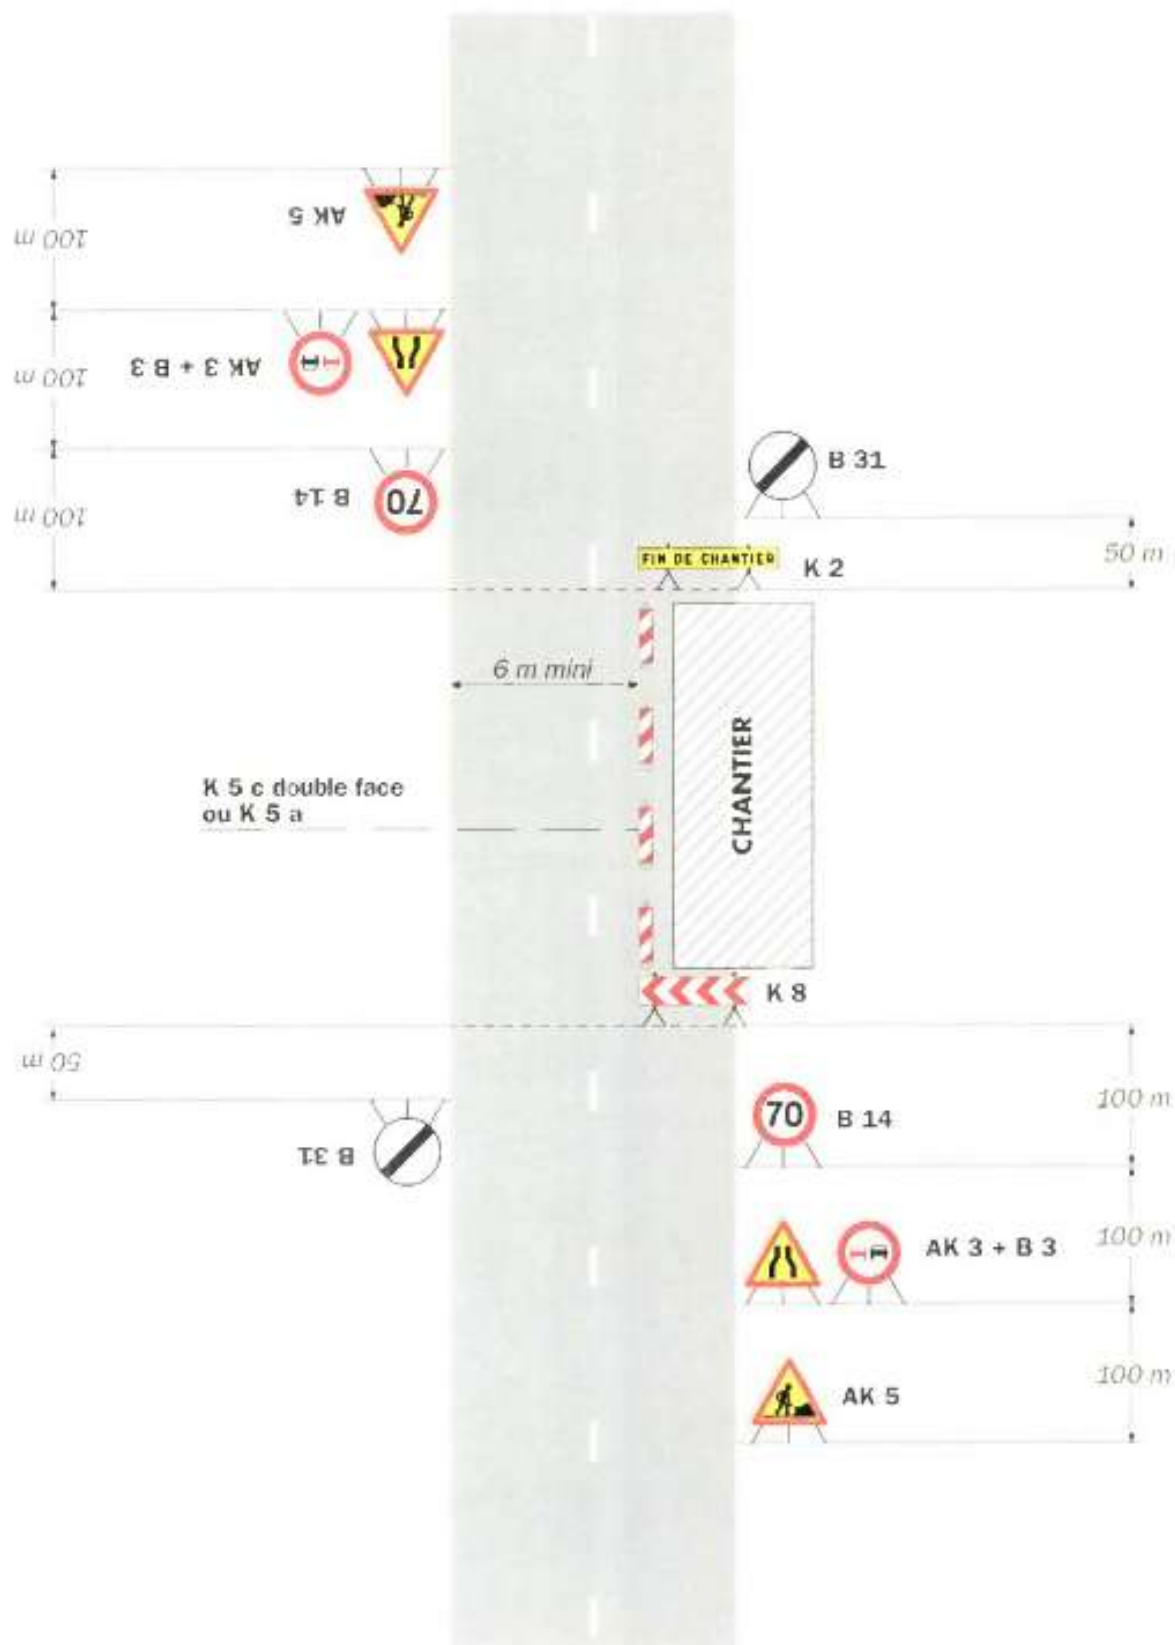 AK 5
100 m
AK 3 + B 3
100 m
70
B 14
100 m
B 31
50 m
FIN DE CHANTIER
K 2
6 m mini
CHANTIER
K 5 c double face
ou K 5 a
K 8
50 m
B 31
70
B 14
100 m
AK 3 + B 3
100 m
AK 5
100 m